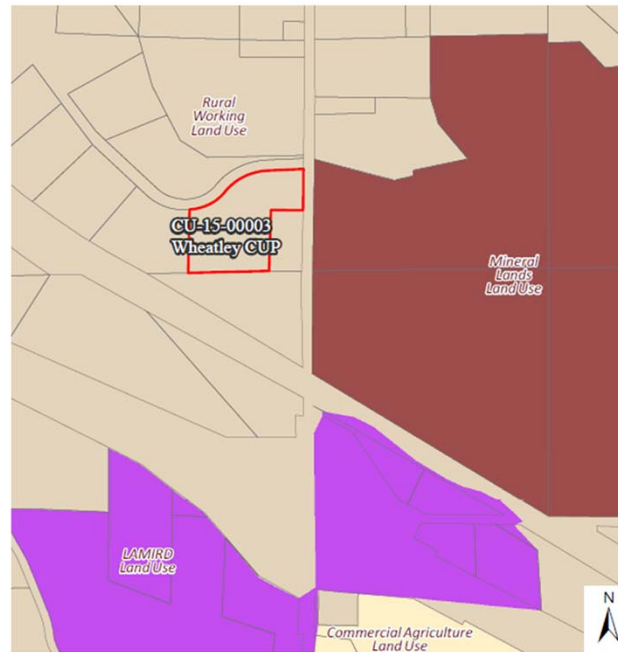 Rural
Working
Land Use
CU-15-00003
Wheatley CUP
Mineral
Lands
Land Use
LAMIRD
Land Use
Commercial Agriculture
Land Use
N